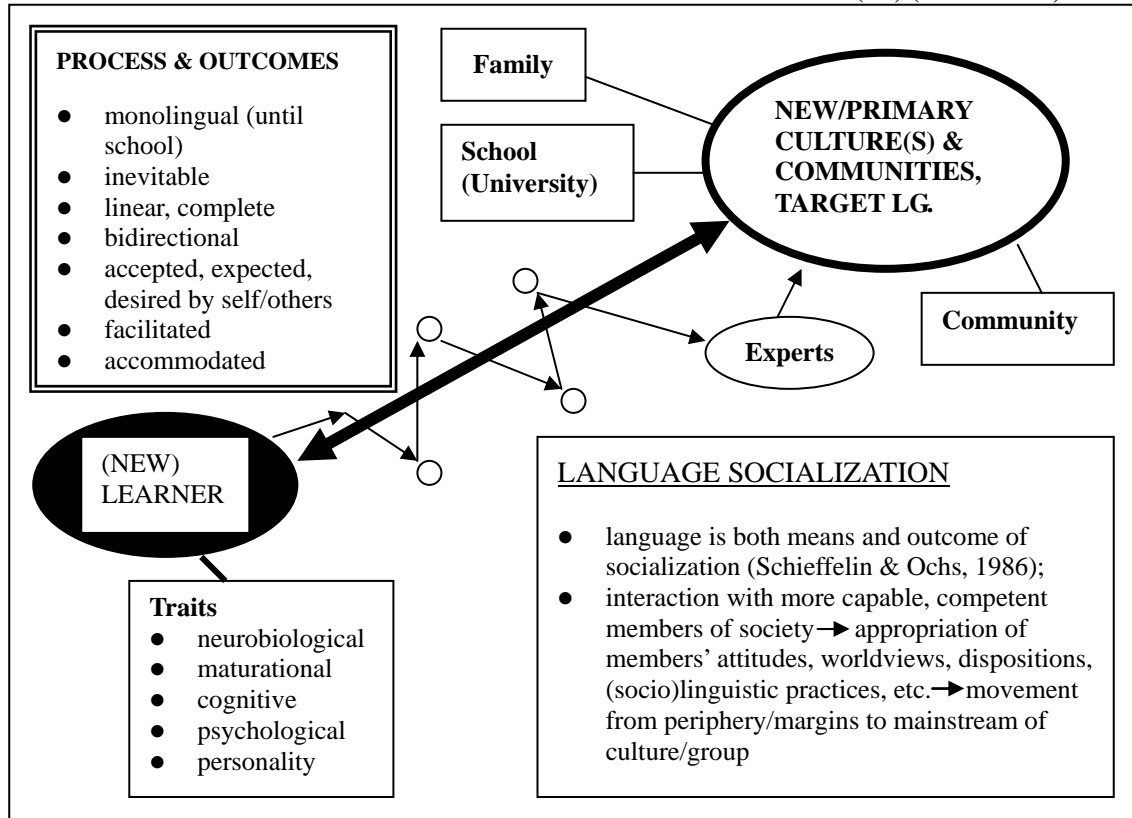 PROCESS & OUTCOMES
● monolingual (until
school)
● inevitable
● linear, complete
● bidirectional
● accepted, expected,
desired by self/others
● facilitated
● accommodated
Family
School
(University)
NEW/PRIMARY
CULTURE(S) &
COMMUNITIES,
TARGET LG.
Community
Experts
(NEW)
LEARNER
Traits
● neurobiological
● maturational
● cognitive
● psychological
● personality
LANGUAGE SOCIALIZATION
● language is both means and outcome of
socialization (Schieffelin & Ochs, 1986);
● interaction with more capable, competent
members of society → appropriation of
members’ attitudes, worldviews, dispositions,
(socio)linguistic practices, etc. → movement
from periphery/margins to mainstream of
culture/group